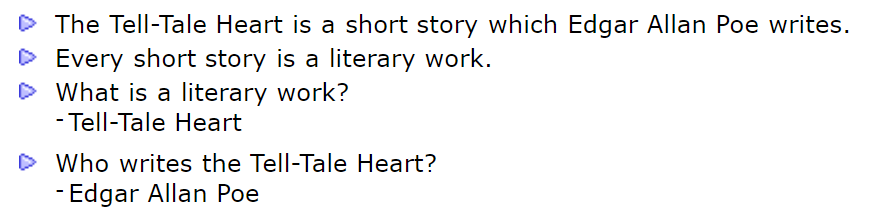 The Tell-Tale Heart is a short story which Edgar Allan Poe writes.
Every short story is a literary work.
What is a literary work?
- Tell-Tale Heart
Who writes the Tell-Tale Heart?
- Edgar Allan Poe